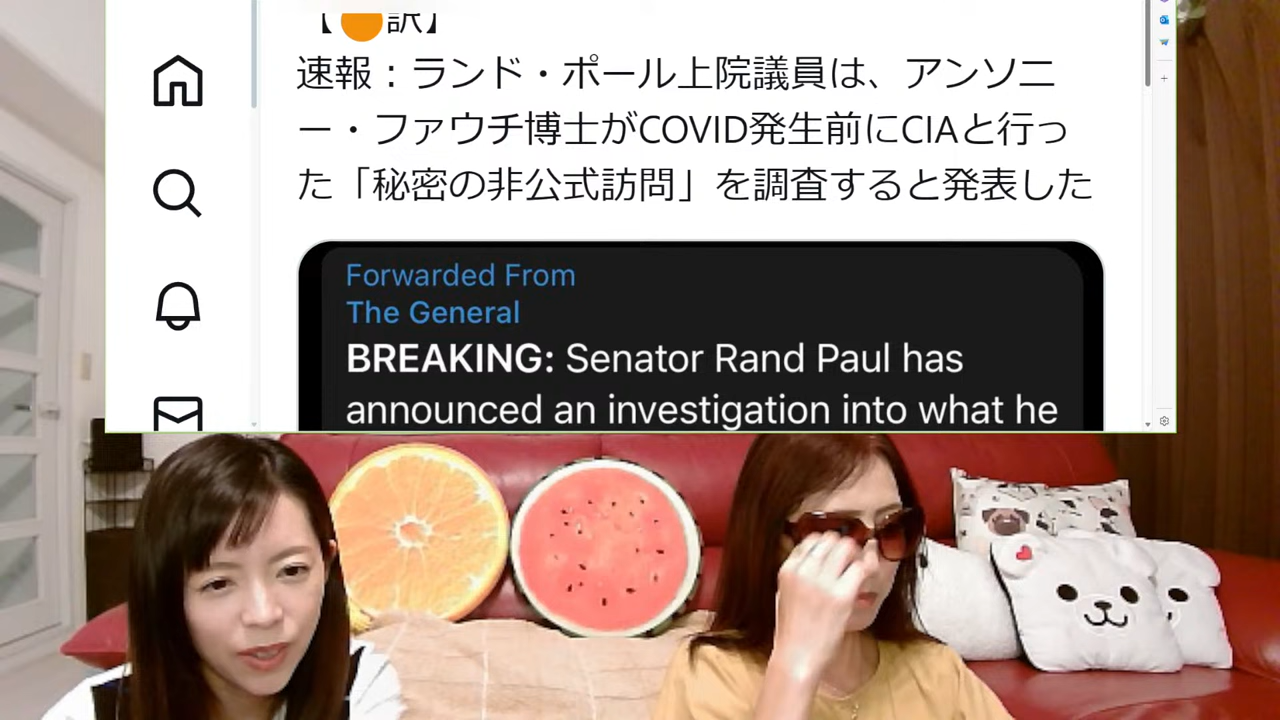 【🟠訳】
速報：ランド・ポール上院議員は、アンソニ
ー・ファウチ博士がCOVID発生前にCIAと行っ
た「秘密の非公式訪問」を調査すると発表した
Forwarded From
The General
BREAKING: Senator Rand Paul has
announced an investigation into what he